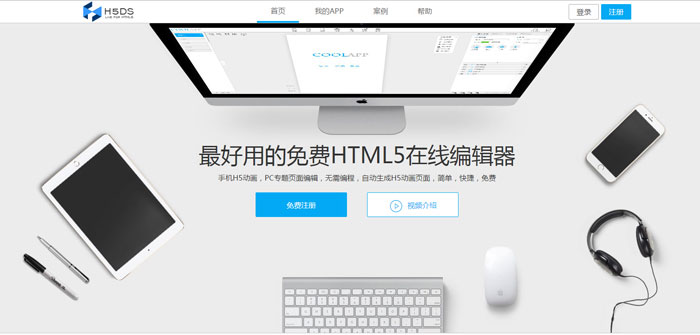 H5DS
首页
我的APP
案例
帮助
登录
注册
COOLAPP
最好用的免费HTML5在线编辑器
手机H5动画，PC专题页面编辑，无需编程，自动生成H5动画页面，简单，快捷，免费
免费注册
视频介绍